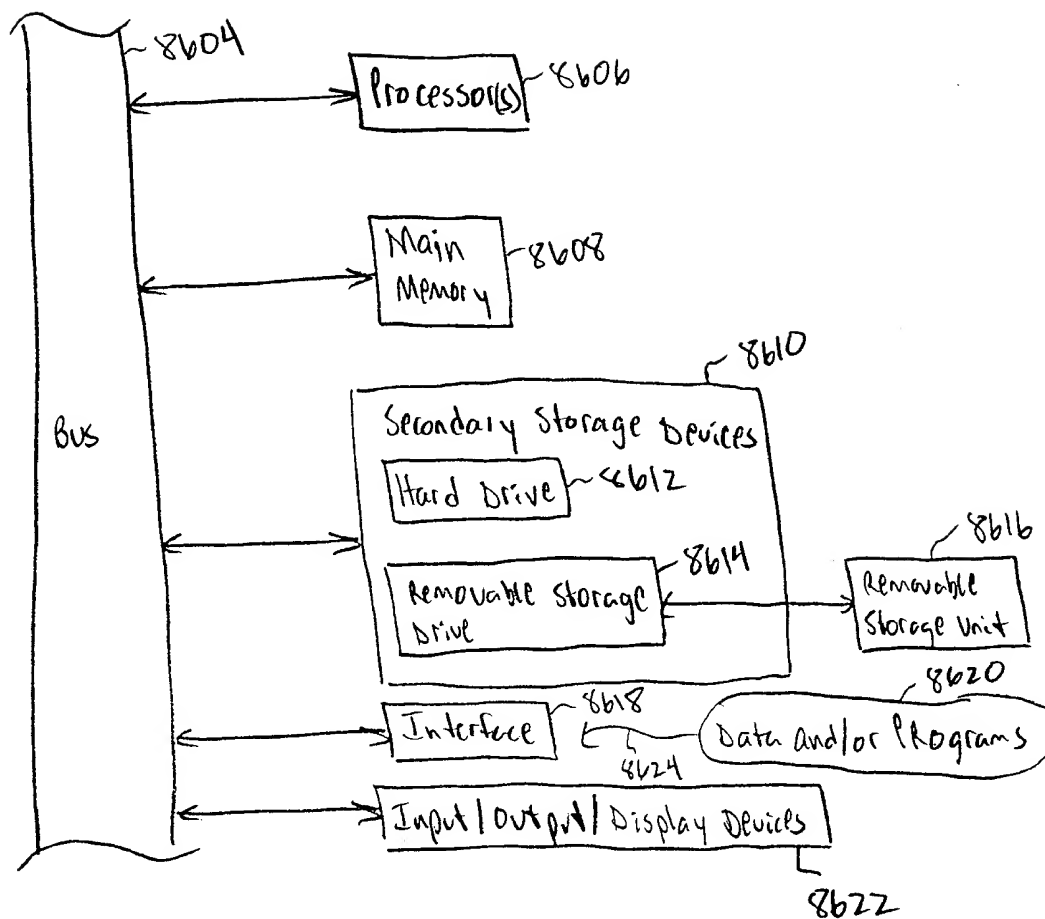 8604
Processor(s)
8606
Main
Memory
8608
Bus
8610
Secondary Storage Devices
Hard Drive
8612
Removable Storage
Drive
8614
8616
Removable
Storage Unit
Interface
8618
8620
Data and/or Programs
8624
Input/Output/Display Devices
8622